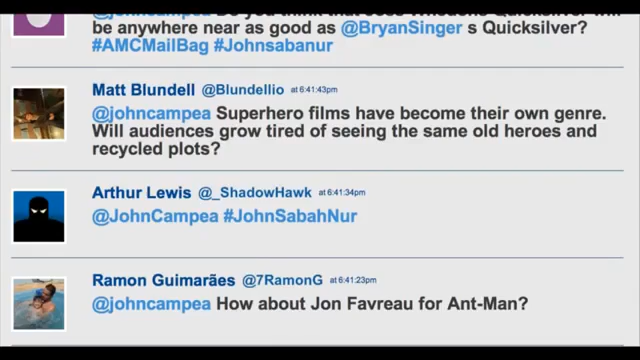 be anywhere near as good as @BryanSinger s Quicksilver?
#AMCMailBag #Johnsabanur
Matt Blundell @Blundellio at 6:41:43pm
@johncampea Superhero films have become their own genre.
Will audiences grow tired of seeing the same old heroes and
recycled plots?
Arthur Lewis @_ShadowHawk at 6:41:34pm
@JohnCampea #JohnSabahNur
Ramon Guimarães @7RamonG at 6:41:23pm
@johncampea How about Jon Favreau for Ant-Man?